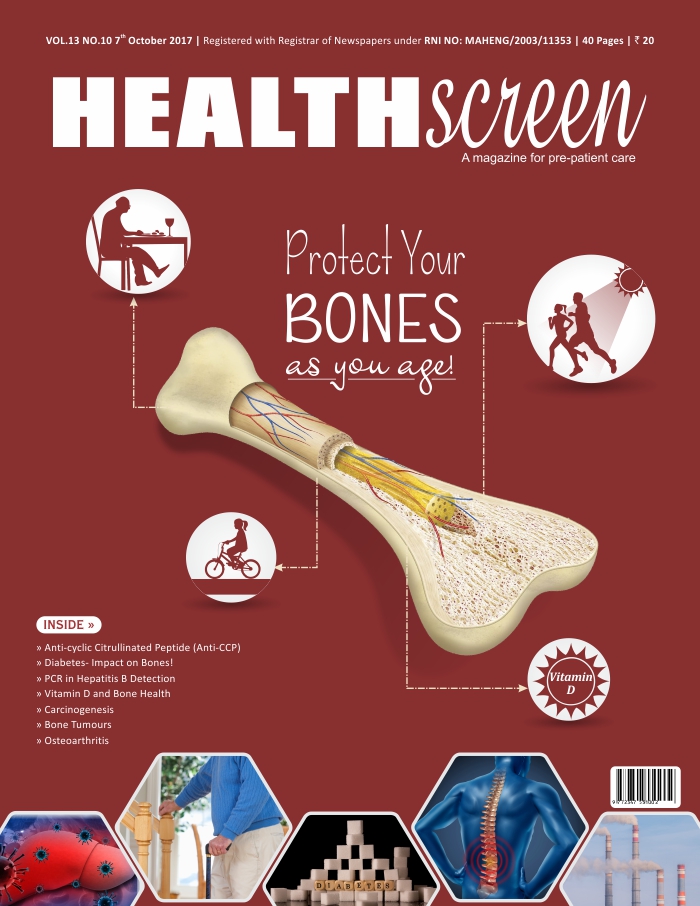 VOL.13 NO.10 7th October 2017 | Registered with Registrar of Newspapers under RNI NO: MAHENG/2003/11353 | 40 Pages | ₹ 20
HEALTHscreen
A magazine for pre-patient care
Protect Your
BONES
as you age!
Vitamin
D
INSIDE »
» Anti-cyclic Citrullinated Peptide (Anti-CCP)
» Diabetes- Impact on Bones!
» PCR in Hepatitis B Detection
» Vitamin D and Bone Health
» Carcinogenesis
» Bone Tumours
» Osteoarthritis
DIABETES